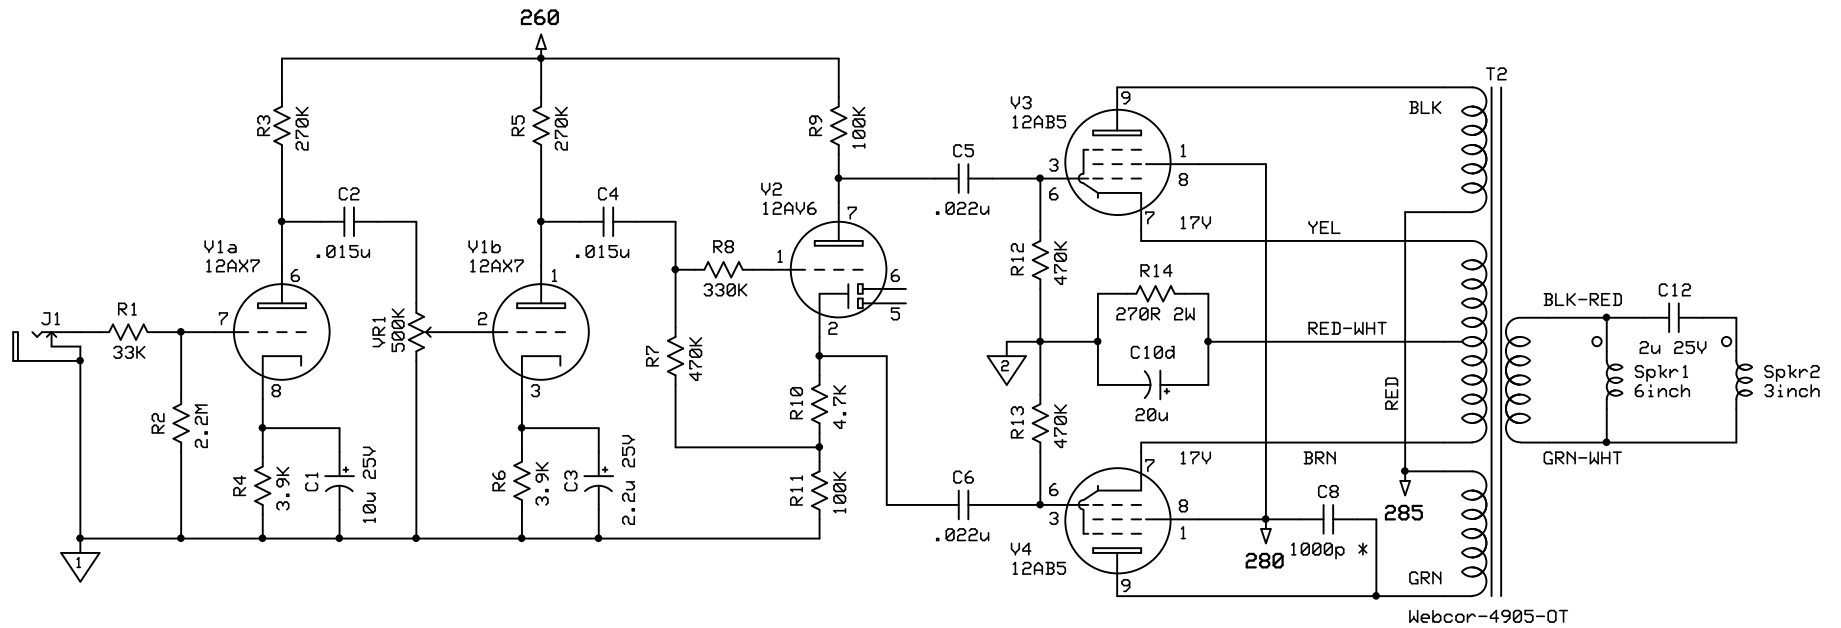 260
T2
R3
270K
R5
270K
R9
100K
V3
12AB5
9
BLK
C5
.022u
3
6
1
8
7
17V
YEL
C2
.015u
C4
.015u
V2
12AV6
7
1
6
5
2
V1a
12AX7
6
7
8
V1b
12AX7
1
2
3
R8
330K
R12
470K
R14
270R 2W
C10d
+
20u
2
RED-WHT
BLK-RED
C12
2u 25V
J1
R1
33K
VR1
500K
R7
470K
R10
4.7K
R13
470K
RED
Spkr1
6inch
Spkr2
3inch
R2
2.2M
R4
3.9K
C1
+
10u 25V
R6
3.9K
C3
+
2.2u 25V
R11
100K
C6
.022u
17V
7
BRN
GRN-WHT
6
3
8
1
V4
12AB5
9
C8
1000p *
280
285
GRN
1
Webcor-4905-OT